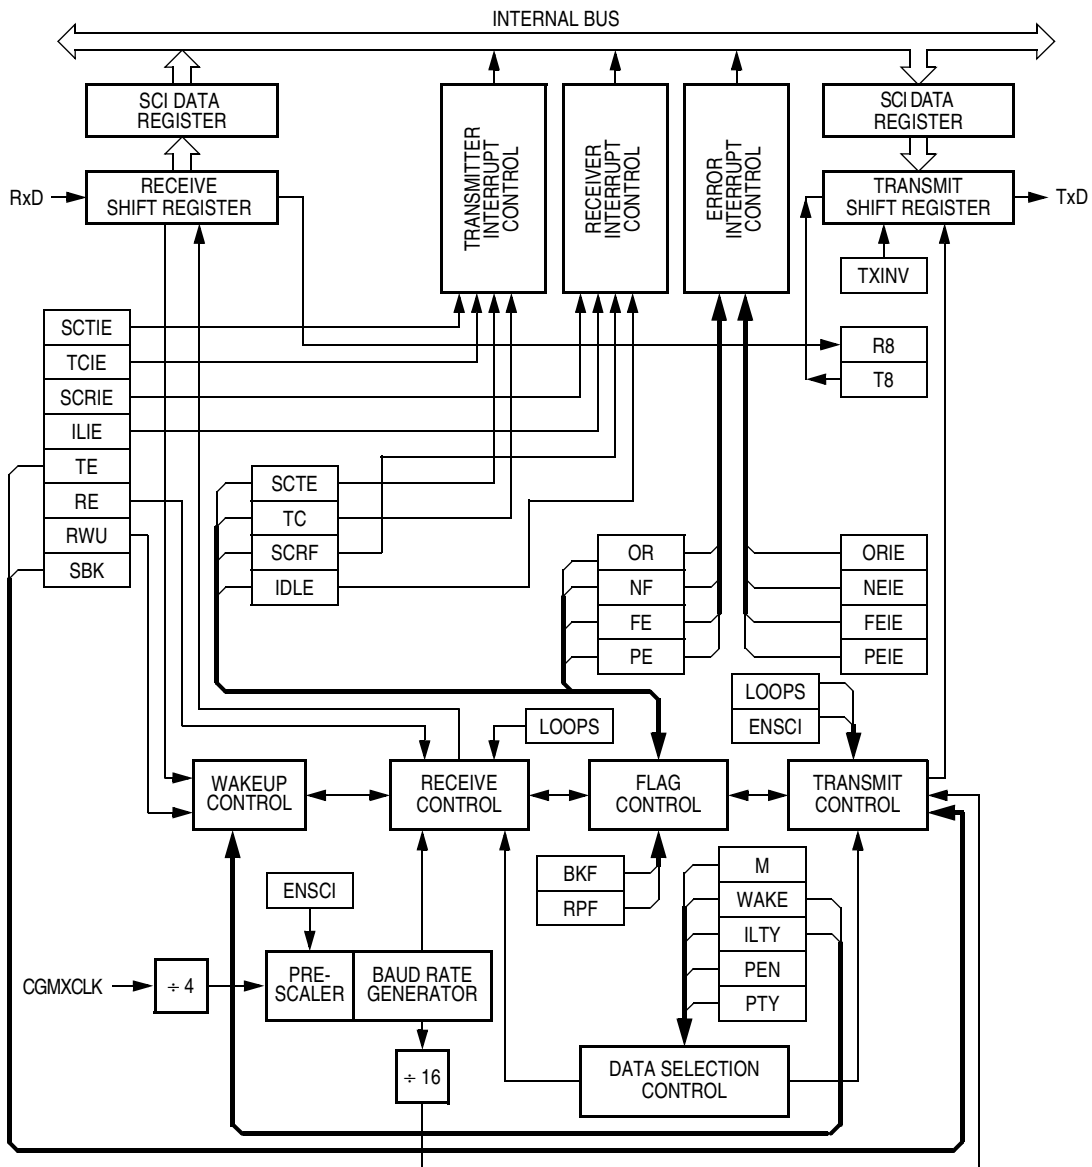 INTERNAL BUS
SCI DATA
REGISTER
SCI DATA
REGISTER
TRANSMITTER
INTERRUPT
CONTROL
RECEIVER
INTERRUPT
CONTROL
ERROR
INTERRUPT
CONTROL
RxD
RECEIVE
SHIFT REGISTER
TRANSMIT
SHIFT REGISTER
TxD
TXINV
SCTIE
TCIE
SCRIE
ILIE
TE
RE
RWU
SBK
R8
T8
SCTE
TC
SCRF
IDLE
OR
NF
FE
PE
ORIE
NEIE
FEIE
PEIE
LOOPS
LOOPS
ENSCI
WAKEUP
CONTROL
RECEIVE
CONTROL
FLAG
CONTROL
TRANSMIT
CONTROL
BKF
RPF
M
WAKE
ILTY
PEN
PTY
ENSCI
CGMXCLK
÷ 4
PRE-
SCALER
BAUD RATE
GENERATOR
÷ 16
DATA SELECTION
CONTROL